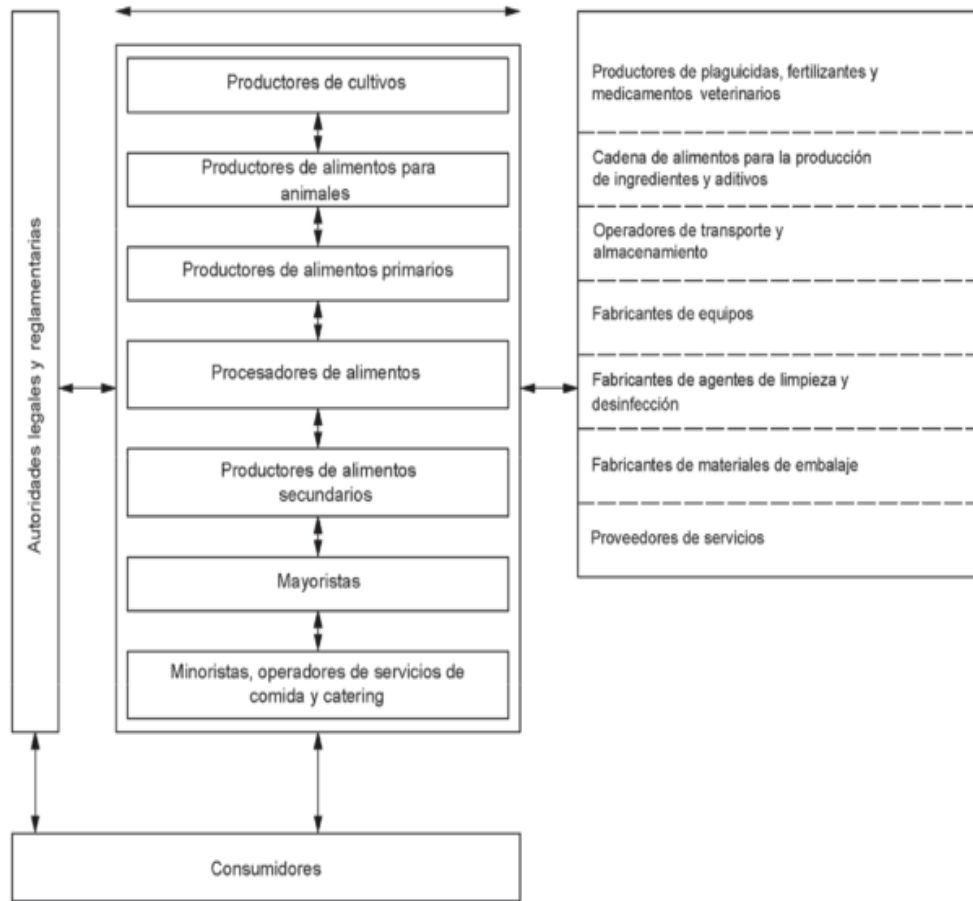 Autoridades legales y reglamentarias
Productores de cultivos
Productores de alimentos para
animales
Productores de alimentos primarios
Procesadores de alimentos
Productores de alimentos
secundarios
Mayoristas
Minoristas, operadores de servicios de
comida y catering
Productores de plaguicidas, fertilizantes y
medicamentos veterinarios
Cadena de alimentos para la producción
de ingredientes y aditivos
Operadores de transporte y
almacenamiento
Fabricantes de equipos
Fabricantes de agentes de limpieza y
desinfección
Fabricantes de materiales de embalaje
Proveedores de servicios
Consumidores